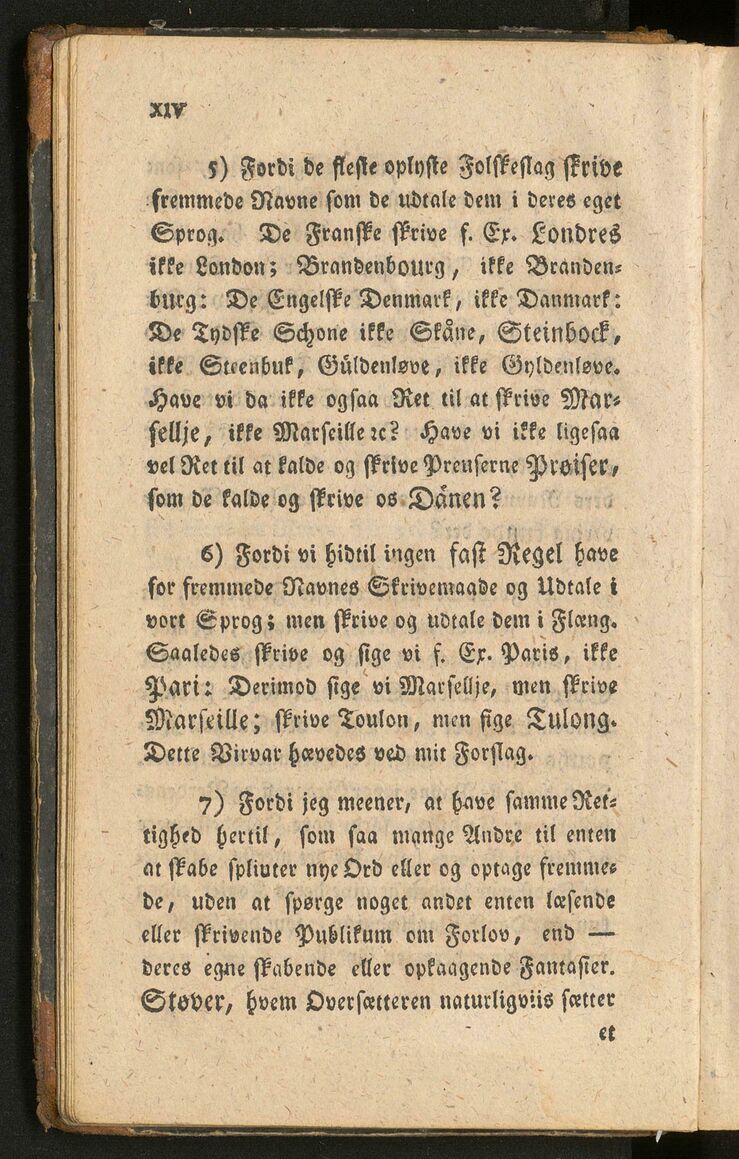 XIV
5) Fordi de fleste oplyste Folkeslag skrive
fremmede Navne som de udtale dem i deres eget
Sprog. De Franske skrive f. Ex. Londres
ikke London; Brandenbourg, ikke Branden-
burg: De Engelske Denmark, ikke Danmark:
De Tydske Schone ikke Skåne, Steinbock,
ikke Steenbuk, Güldenløve, ikke Gyldenløve.
Have vi da ikke ogsaa Ret til at skrive Mar-
sellje, ikke Marseille ꝛc? Have vi ikke ligesaa
vel Ret til at kalde og skrive Preuserne Prøiser,
som de kalde og skrive os Dänen?
6) Fordi vi hidtil ingen fast Regel have
for fremmede Navnes Skrivemaade og Udtale i
vort Sprog; men skrive og udtale dem i Flæng.
Saaledes skrive og sige vi f. Ex. Paris, ikke
Pari: Derimod sige vi Marsellje, men skrive
Marseille; skrive Toulon, men sige Tulong.
Dette Virvar hævedes ved mit Forslag.
7) Fordi jeg meener, at have samme Ret-
tighed hertil, som saa mange Andre til enten
at skabe splinter nye Ord eller og optage fremme-
de, uden at spørge noget andet enten læsende
eller skrivende Publikum om Forlov, end —
deres egne skabende eller opkaagende Fantasier.
Støver, hvem Oversætteren naturligviis sætter
et